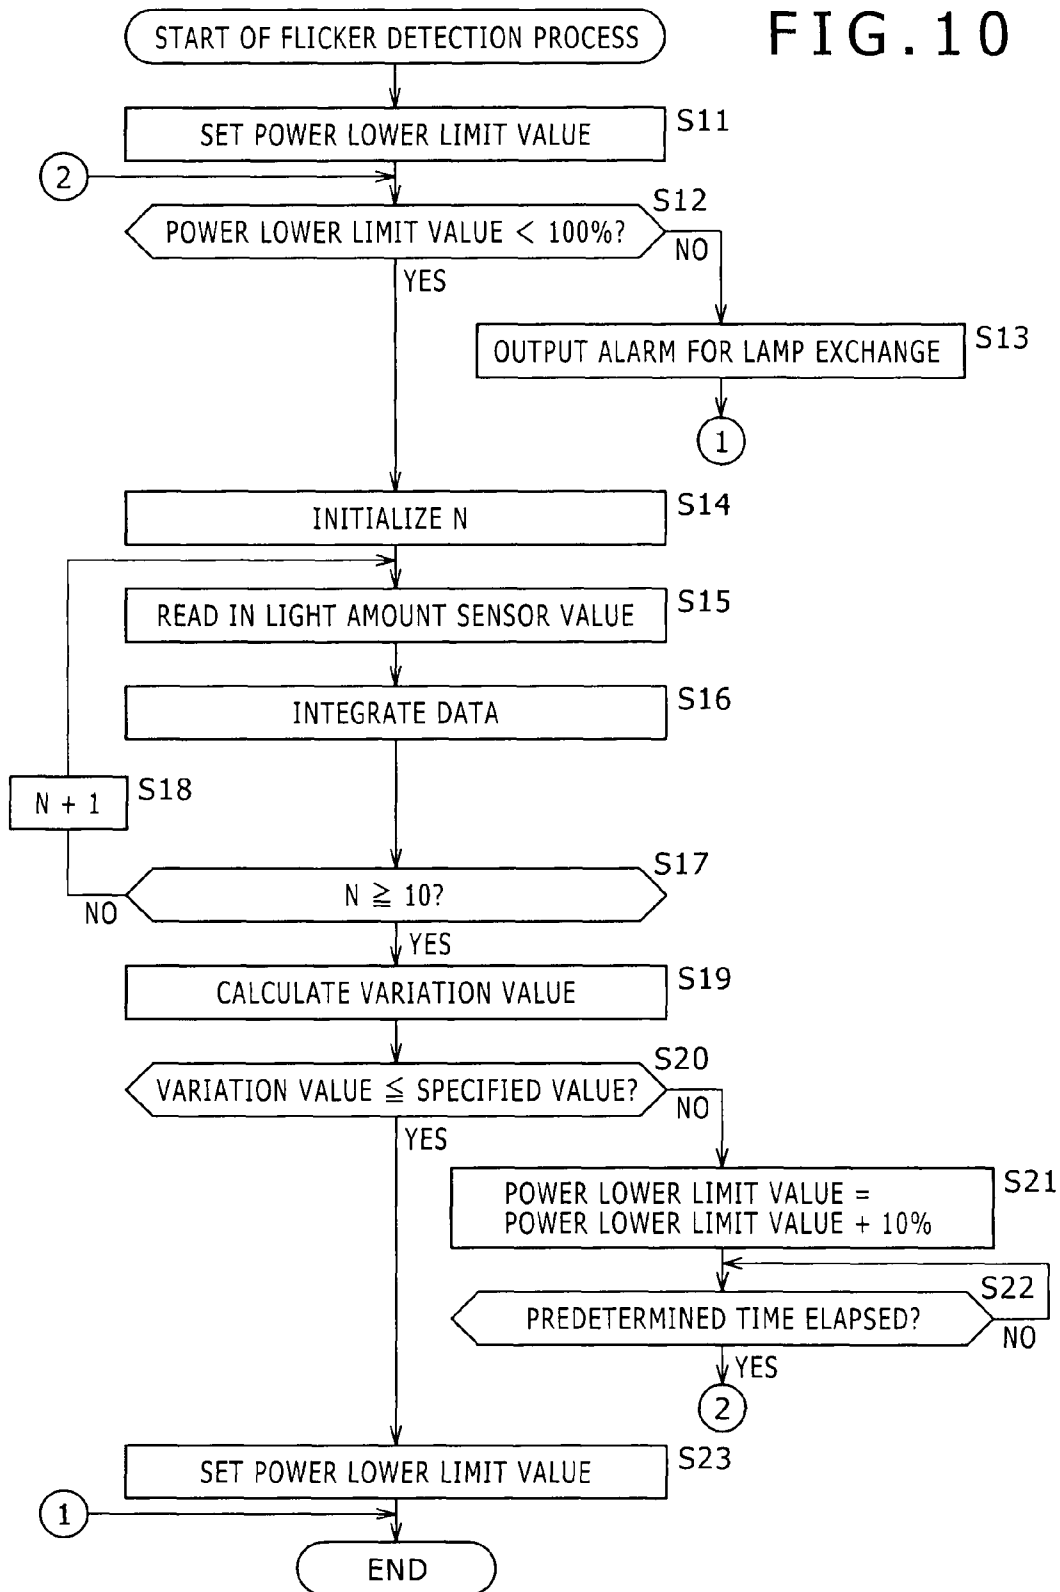 FIG.10
START OF FLICKER DETECTION PROCESS
SET POWER LOWER LIMIT VALUE
S11
2
S12
POWER LOWER LIMIT VALUE < 100%?
NO
YES
OUTPUT ALARM FOR LAMP EXCHANGE
S13
1
INITIALIZE N
S14
READ IN LIGHT AMOUNT SENSOR VALUE
S15
INTEGRATE DATA
S16
N + 1
S18
S17
N ≧ 10?
NO
YES
CALCULATE VARIATION VALUE
S19
S20
VARIATION VALUE ≦ SPECIFIED VALUE?
NO
YES
POWER LOWER LIMIT VALUE =
POWER LOWER LIMIT VALUE + 10%
S21
S22
PREDETERMINED TIME ELAPSED?
NO
YES
2
SET POWER LOWER LIMIT VALUE
S23
1
END